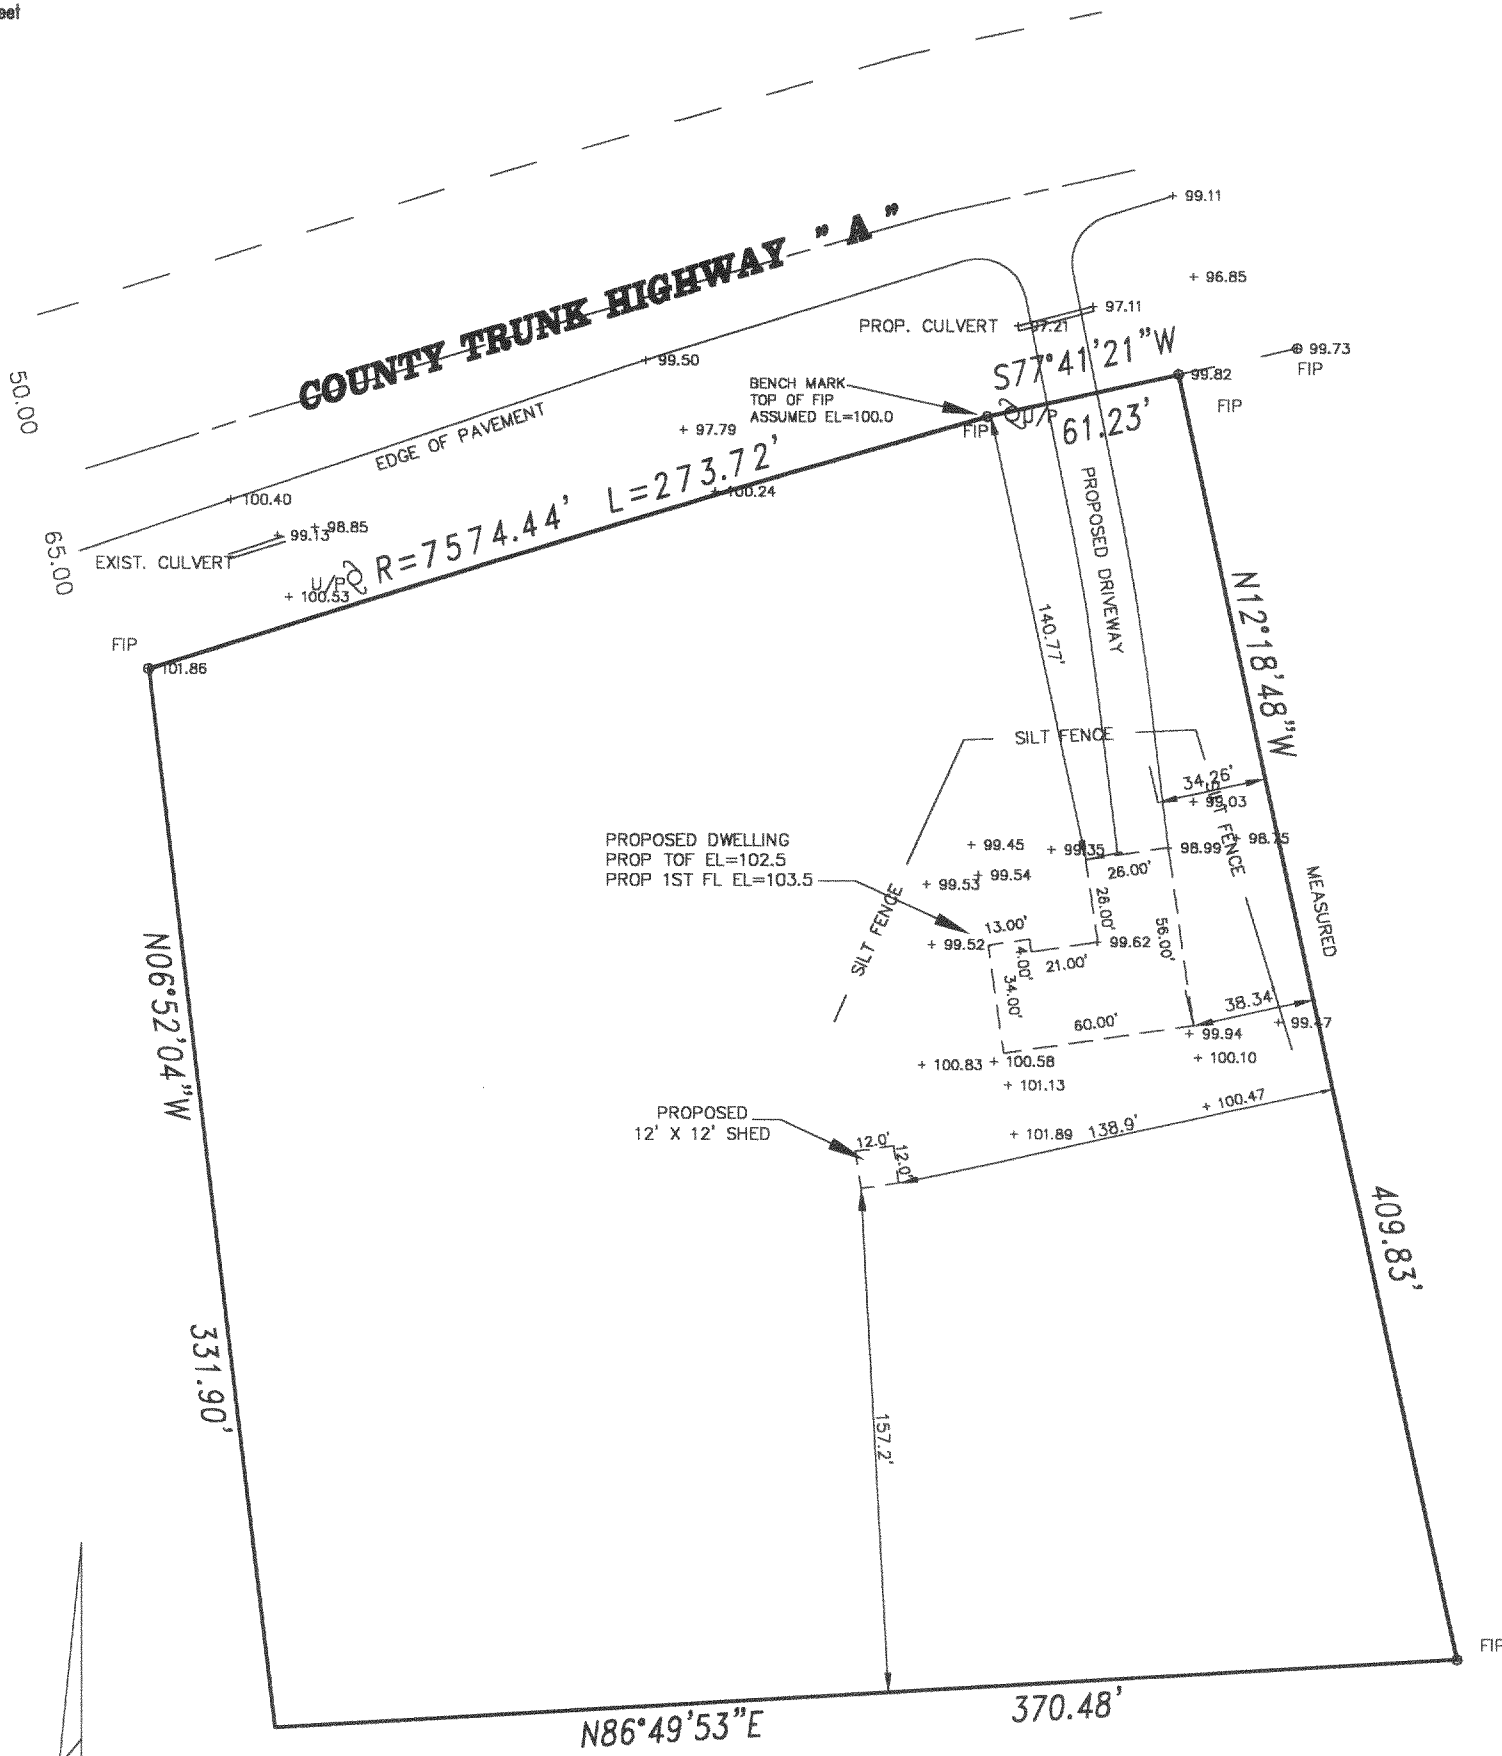 eet
COUNTY TRUNK HIGHWAY "A"
99.11
96.85
PROP. CULVERT
97.11
97.21
S77°41'21"W
99.73
FIP
99.82
FIP
50.00
99.50
BENCH MARK
TOP OF FIP
ASSUMED EL=100.0
FIP
U/P
61.23'
EDGE OF PAVEMENT
97.79
100.40
R=7574.44' L=273.72'
100.24
65.00
EXIST. CULVERT
99.13
98.85
U/P
100.53
FIP
101.86
PROPOSED DRIVEWAY
140.77'
N12°18'48"W
SILT FENCE
34.26'
99.03
SILT FENCE
PROPOSED DWELLING
PROP TOF EL=102.5
PROP 1ST FL EL=103.5
99.45
99.35
98.99
98.75
99.54
99.53
26.00'
28.00'
MEASURED
SILT FENCE
13.00'
99.52
4.00'
21.00'
99.62
56.00'
34.00'
60.00'
38.34'
99.94
99.47
100.83
100.58
100.10
101.13
N06°52'04"W
PROPOSED
12' X 12' SHED
12.0'
12.0'
101.89
138.9'
100.47
409.83'
331.90'
157.2'
FIP
N86°49'53"E
370.48'